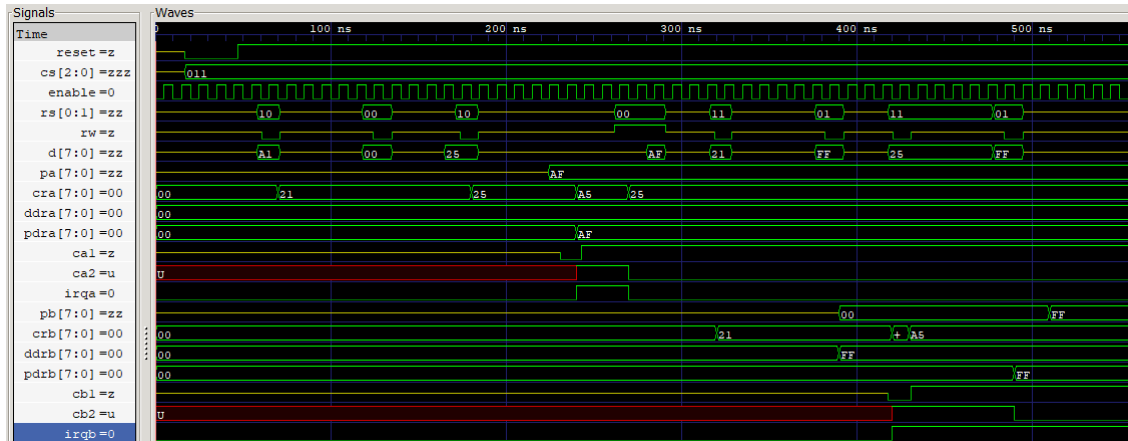 Signals Waves
Time 0 100 ns 200 ns 300 ns 400 ns 500 ns
reset=z
cs[2:0]=zzz 011
enable=0
rs[0:1]=zz 10 00 10 00 11 01 11 01
rw=z
d[7:0]=zz A1 00 25 AF 21 FF 25 FF
pa[7:0]=zz AF
cra[7:0]=00 00 21 25 A5 25
ddra[7:0]=00 00
pdra[7:0]=00 00 AF
ca1=z
ca2=u U
irqa=0
pb[7:0]=zz 00 FF
crb[7:0]=00 00 21 + A5
ddrb[7:0]=00 00 FF
pdrb[7:0]=00 00 FF
cb1=z
cb2=u U
irqb=0